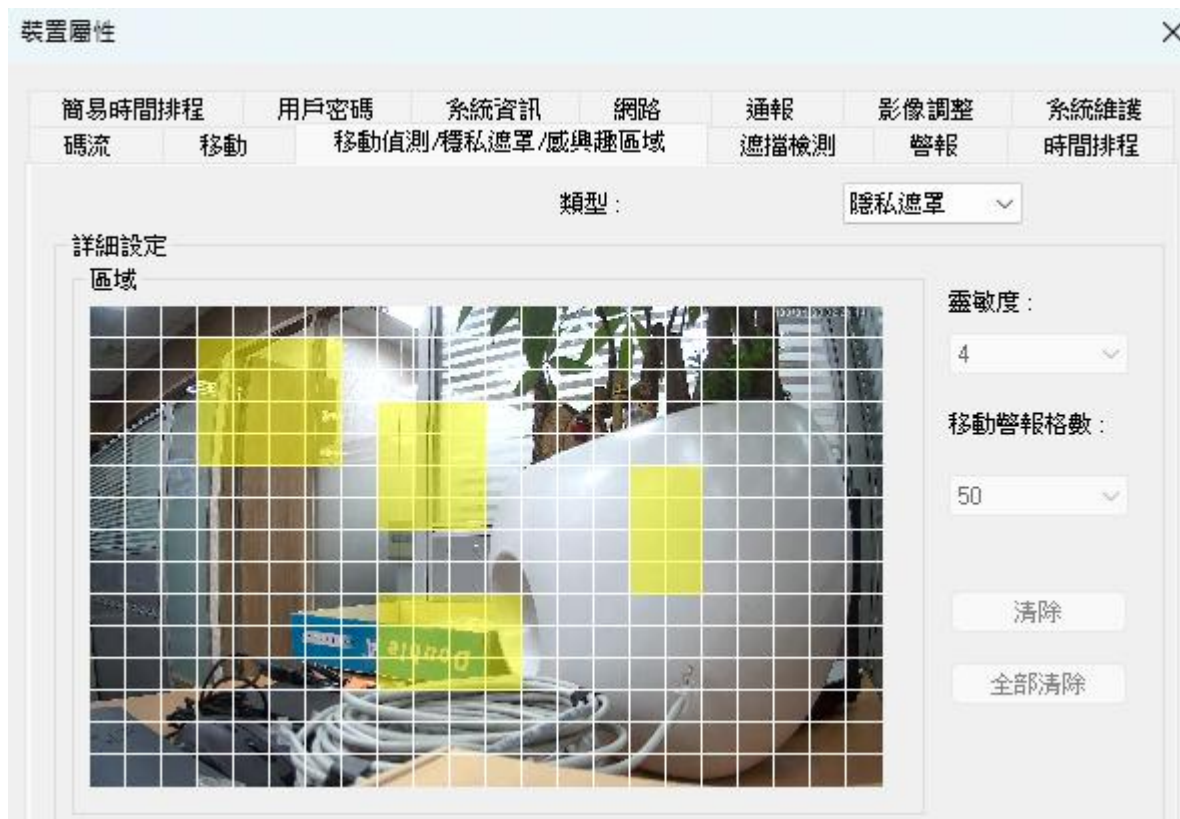 裝置屬性
簡易時間排程 用戶密碼 系統資訊 網路 通報 影像調整 系統維護
碼流 移動 移動偵測/隱私遮罩/感興趣區域 遮擋檢測 警報 時間排程
類型： 隱私遮罩
詳細設定
區域
靈敏度：
4
移動警報格數：
50
清除
全部清除